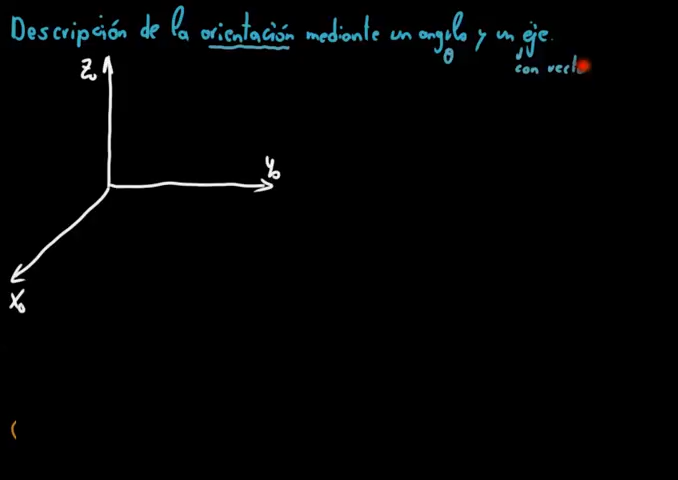 Descripción de la orientación mediante un angulo y un eje.
θ
con vect
Z₀
Y₀
X₀
(